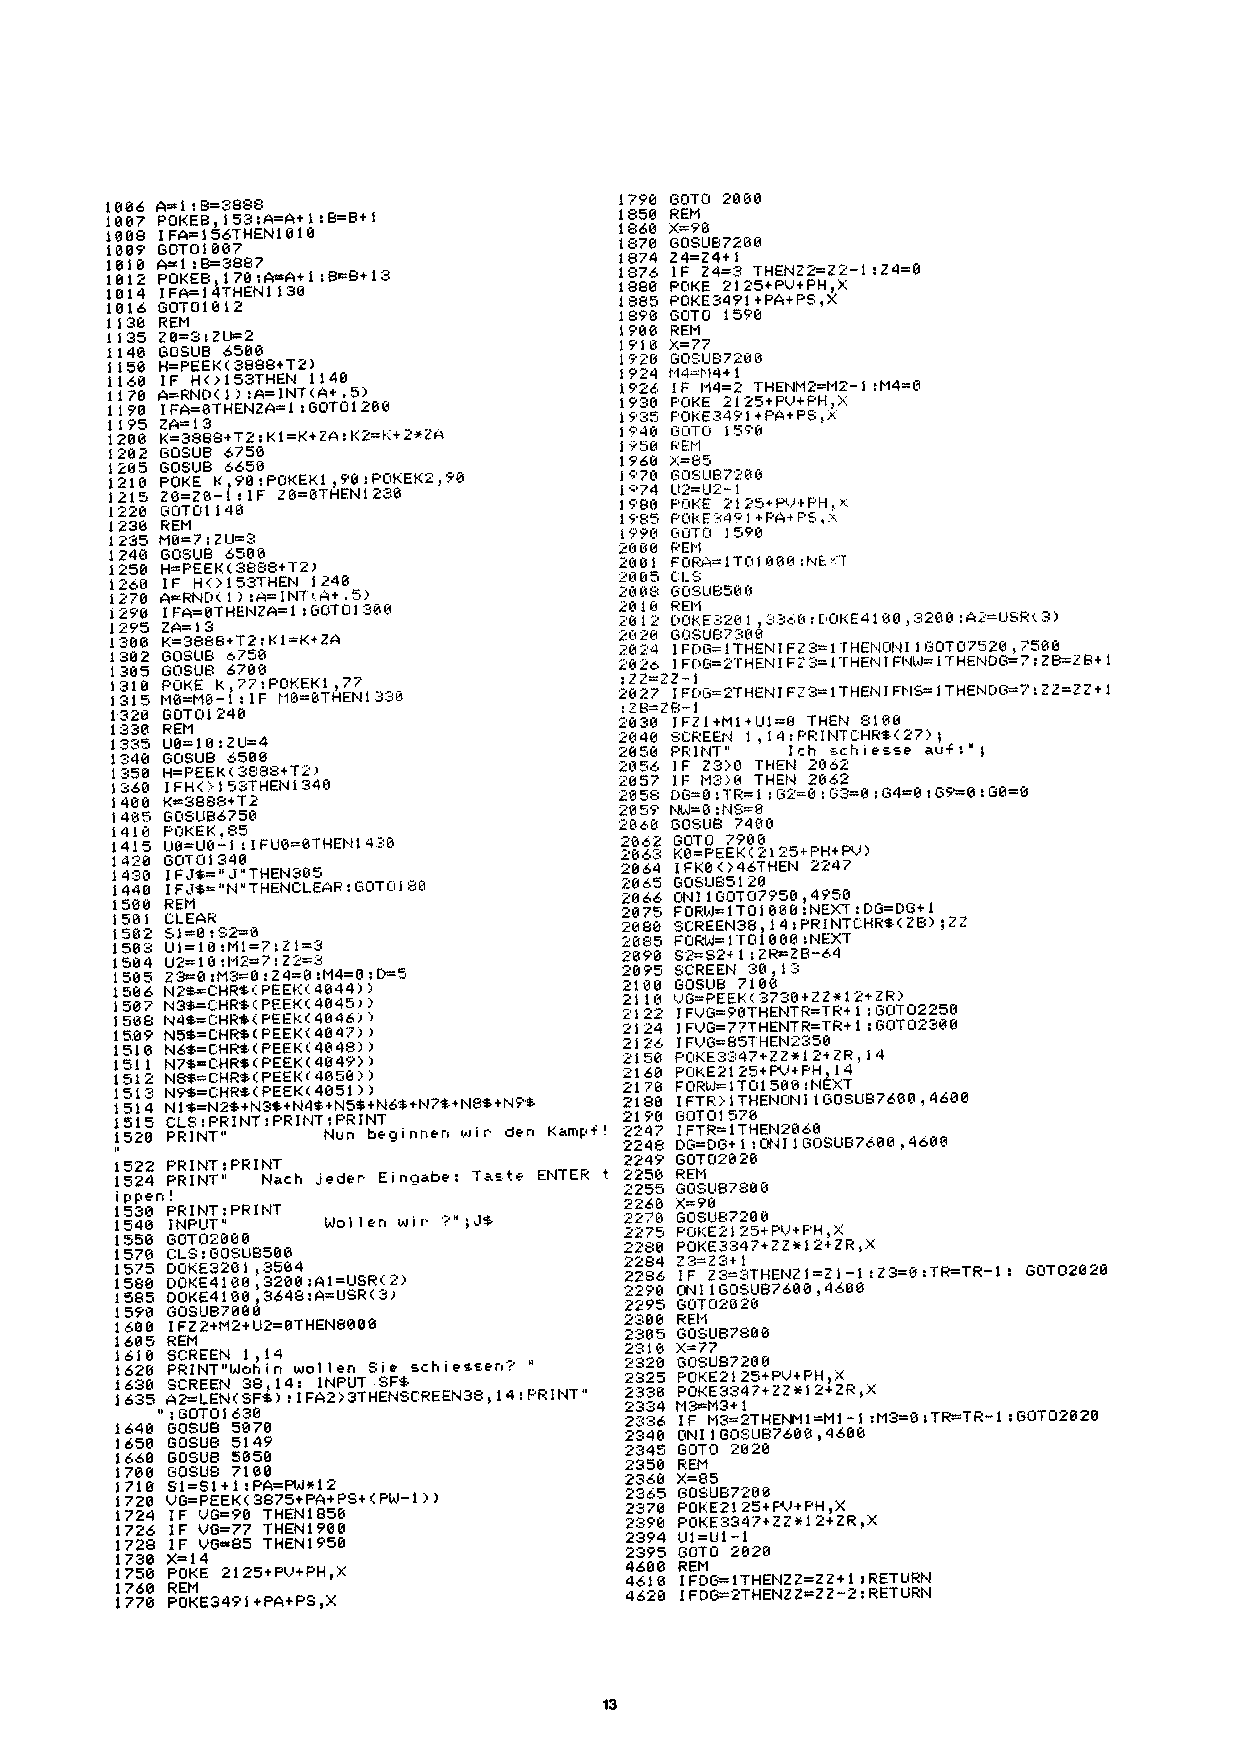 1006 A=1:B=3888
1007 POKEB,153:A=A+1:B=B+1
1008 IFA=156THEN1010
1009 GOTO1007
1010 A=1:B=3887
1012 POKEB,170:A=A+1:B=B+13
1014 IFA=14THEN1130
1016 GOTO1012
1130 REM
1135 Z0=3:ZU=2
1140 GOSUB 6500
1150 H=PEEK(3888+T2)
1160 IF H<>153THEN 1140
1170 A=RND(1):A=INT(A+.5)
1190 IFA=0THENZA=1:GOTO1200
1195 ZA=13
1200 K=3888+T2:K1=K+ZA:K2=K+2*ZA
1202 GOSUB 6750
1205 GOSUB 6650
1210 POKE K,90:POKEK1,90:POKEK2,90
1215 Z0=Z0-1:IF Z0=0THEN1230
1220 GOTO1140
1230 REM
1235 M0=7:ZU=3
1240 GOSUB 6500
1250 H=PEEK(3888+T2)
1260 IF H<>153THEN 1240
1270 A=RND(1):A=INT(A+.5)
1290 IFA=0THENZA=1:GOTO1300
1295 ZA=13
1300 K=3888+T2:K1=K+ZA
1302 GOSUB 6750
1305 GOSUB 6700
1310 POKE K,77:POKEK1,77
1315 M0=M0-1:IF M0=0THEN1330
1320 GOTO1240
1330 REM
1335 U0=10:ZU=4
1340 GOSUB 6500
1350 H=PEEK(3888+T2)
1360 IFH<>153THEN1340
1400 K=3888+T2
1405 GOSUB6750
1410 POKEK,85
1415 U0=U0-1:IFU0=0THEN1430
1420 GOTO1340
1430 IFJ$="J"THEN305
1440 IFJ$="N"THENCLEAR:GOTO180
1500 REM
1501 CLEAR
1502 S1=0:S2=0
1503 U1=10:M1=7:Z1=3
1504 U2=10:M2=7:Z2=3
1505 Z3=0:M3=0:Z4=0:M4=0:D=5
1506 N2$=CHR$(PEEK(4044))
1507 N3$=CHR$(PEEK(4045))
1508 N4$=CHR$(PEEK(4046))
1509 N5$=CHR$(PEEK(4047))
1510 N6$=CHR$(PEEK(4048))
1511 N7$=CHR$(PEEK(4049))
1512 N8$=CHR$(PEEK(4050))
1513 N9$=CHR$(PEEK(4051))
1514 N1$=N2$+N3$+N4$+N5$+N6$+N7$+N8$+N9$
1515 CLS:PRINT:PRINT:PRINT
1520 PRINT"         Nun beginnen wir den Kampf!
"
1522 PRINT:PRINT
1524 PRINT"   Nach jeder Eingabe: Taste ENTER t
ippen!
1530 PRINT:PRINT
1540 INPUT"         Wollen wir ?";J$
1550 GOTO2000
1570 CLS:GOSUB500
1575 DOKE3201,3504
1580 DOKE4100,3200:A1=USR(2)
1585 DOKE4100,3648:A=USR(3)
1590 GOSUB7000
1600 IFZ2+M2+U2=0THEN8000
1605 REM
1610 SCREEN 1,14
1620 PRINT"Wohin wollen Sie schiessen? "
1630 SCREEN 38,14: INPUT SF$
1635 A2=LEN(SF$):IFA2>3THENSCREEN38,14:PRINT"
    ":GOTO1630
1640 GOSUB 5070
1650 GOSUB 5149
1660 GOSUB 5050
1700 GOSUB 7100
1710 S1=S1+1:PA=PW*12
1720 VG=PEEK(3875+PA+PS+(PW-1))
1724 IF VG=90 THEN1850
1726 IF VG=77 THEN1900
1728 IF VG=85 THEN1950
1730 X=14
1750 POKE 2125+PV+PH,X
1760 REM
1770 POKE3491+PA+PS,X
1790 GOTO 2000
1850 REM
1860 X=90
1870 GOSUB7200
1874 Z4=Z4+1
1876 IF Z4=3 THENZ2=Z2-1:Z4=0
1880 POKE 2125+PV+PH,X
1885 POKE3491+PA+PS,X
1890 GOTO 1590
1900 REM
1910 X=77
1920 GOSUB7200
1924 M4=M4+1
1926 IF M4=2 THENM2=M2-1:M4=0
1930 POKE 2125+PV+PH,X
1935 POKE3491+PA+PS,X
1940 GOTO 1590
1950 REM
1960 X=85
1970 GOSUB7200
1974 U2=U2-1
1980 POKE 2125+PV+PH,X
1985 POKE3491+PA+PS,X
1990 GOTO 1590
2000 REM
2001 FORA=1TO1000:NEXT
2005 CLS
2008 GOSUB500
2010 REM
2012 DOKE3201,3360:DOKE4100,3200:A2=USR(3)
2020 GOSUB7300
2024 IFDG=1THENIFZ3=1THENONI1GOTO7520,7500
2026 IFDG=2THENIFZ3=1THENIFNW=1THENDG=7:ZB=ZB+1
:ZZ=ZZ-1
2027 IFDG=2THENIFZ3=1THENIFNS=1THENDG=7:ZZ=ZZ+1
:ZB=ZB-1
2030 IFZ1+M1+U1=0 THEN 8100
2040 SCREEN 1,14:PRINTCHR$(27);
2050 PRINT"     Ich schiesse auf:";
2056 IF Z3>0 THEN 2062
2057 IF M3>0 THEN 2062
2058 DG=0:TR=1:G2=0:G3=0:G4=0:G9=0:G0=0
2059 NW=0:NS=0
2060 GOSUB 7400
2062 GOTO 7900
2063 K0=PEEK(2125+PH+PV)
2064 IFK0<>46THEN 2247
2065 GOSUB5120
2066 ONI1GOTO7950,4950
2075 FORW=1TO1000:NEXT:DG=DG+1
2080 SCREEN38,14:PRINTCHR$(ZB);ZZ
2085 FORW=1TO1000:NEXT
2090 S2=S2+1:ZR=ZB-64
2095 SCREEN 30,13
2100 GOSUB 7100
2110 VG=PEEK(3730+ZZ*12+ZR)
2122 IFVG=90THENTR=TR+1:GOTO2250
2124 IFVG=77THENTR=TR+1:GOTO2300
2126 IFVG=85THEN2350
2150 POKE3347+ZZ*12+ZR,14
2160 POKE2125+PV+PH,14
2170 FORW=1TO1500:NEXT
2180 IFTR>1THENONI1GOSUB7600,4600
2190 GOTO1570
2247 IFTR=1THEN2060
2248 DG=DG+1:ONI1GOSUB7600,4600
2249 GOTO2020
2250 REM
2255 GOSUB7800
2260 X=90
2270 GOSUB7200
2275 POKE2125+PV+PH,X
2280 POKE3347+ZZ*12+ZR,X
2284 Z3=Z3+1
2286 IF Z3=3THENZ1=Z1-1:Z3=0:TR=TR-1: GOTO2020
2290 ONI1GOSUB7600,4600
2295 GOTO2020
2300 REM
2305 GOSUB7800
2310 X=77
2320 GOSUB7200
2325 POKE2125+PV+PH,X
2330 POKE3347+ZZ*12+ZR,X
2334 M3=M3+1
2336 IF M3=2THENM1=M1-1:M3=0:TR=TR-1:GOTO2020
2340 ONI1GOSUB7600,4600
2345 GOTO 2020
2350 REM
2360 X=85
2365 GOSUB7200
2370 POKE2125+PV+PH,X
2390 POKE3347+ZZ*12+ZR,X
2394 U1=U1-1
2395 GOTO 2020
4600 REM
4610 IFDG=1THENZZ=ZZ+1:RETURN
4620 IFDG=2THENZZ=ZZ-2:RETURN
13